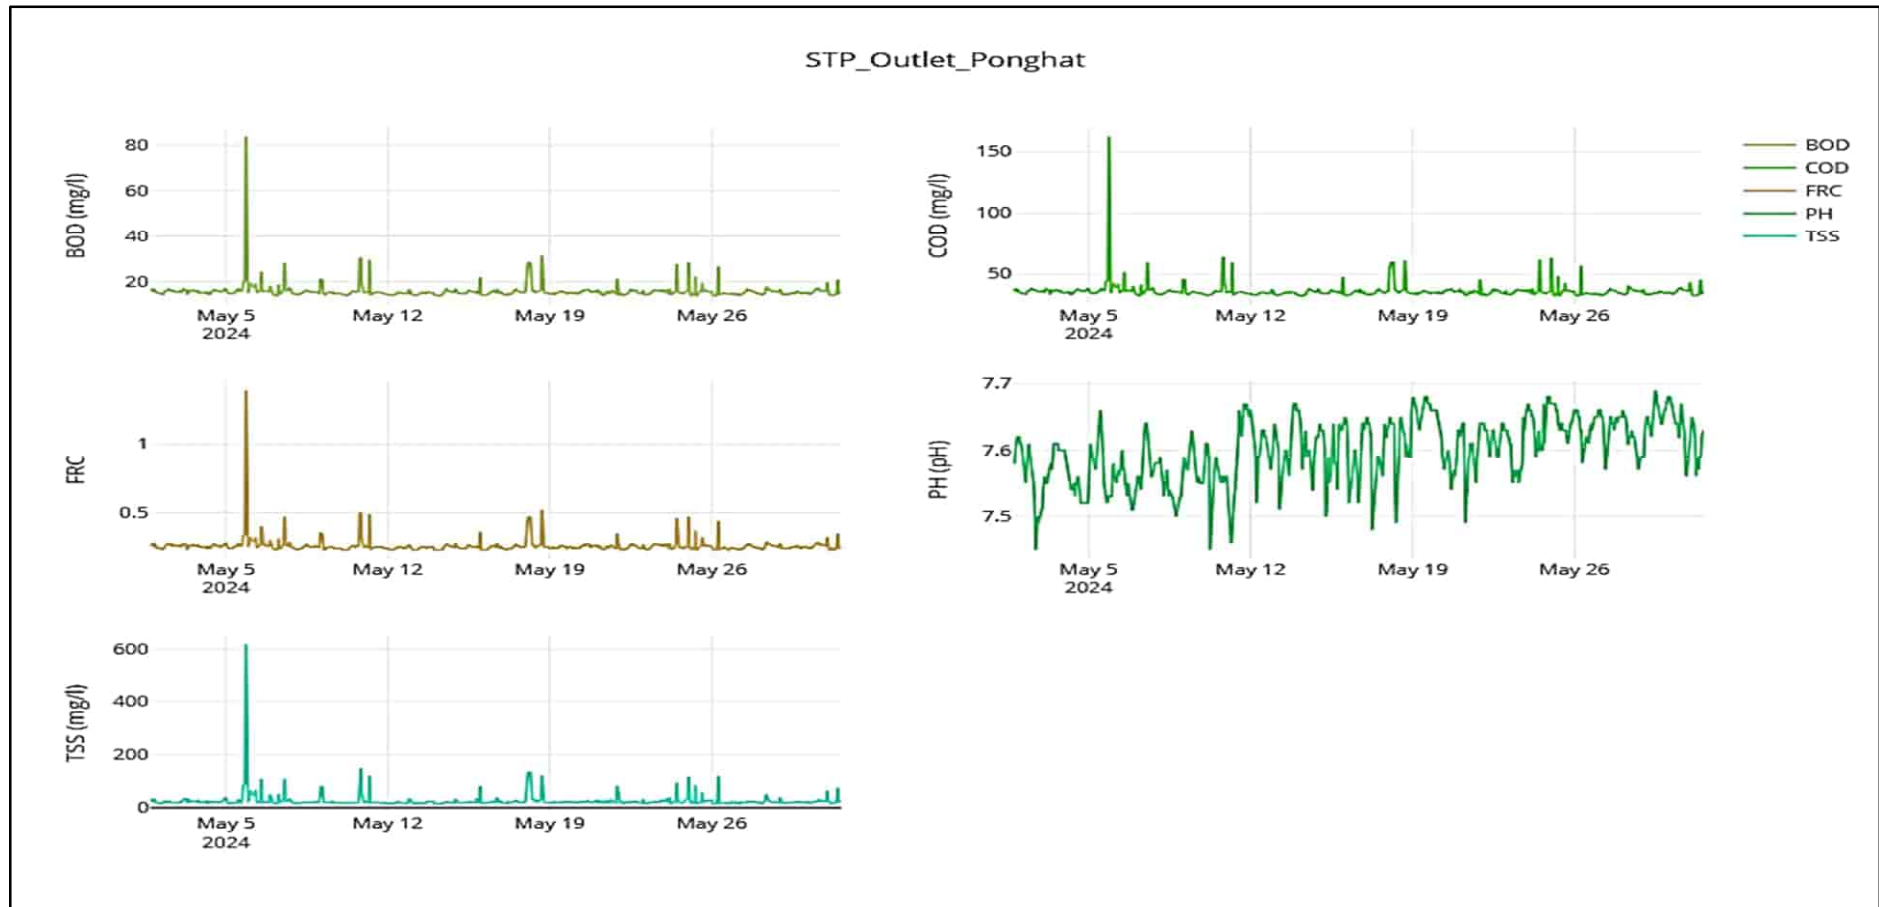 STP_Outlet_Ponghat
BOD (mg/l)
80
60
40
20
May 5
2024
May 12
May 19
May 26
COD (mg/l)
150
100
50
May 5
2024
May 12
May 19
May 26
BOD
COD
FRC
PH
TSS
FRC
1
0.5
May 5
2024
May 12
May 19
May 26
PH (pH)
7.7
7.6
7.5
May 5
2024
May 12
May 19
May 26
TSS (mg/l)
600
400
200
0
May 5
2024
May 12
May 19
May 26